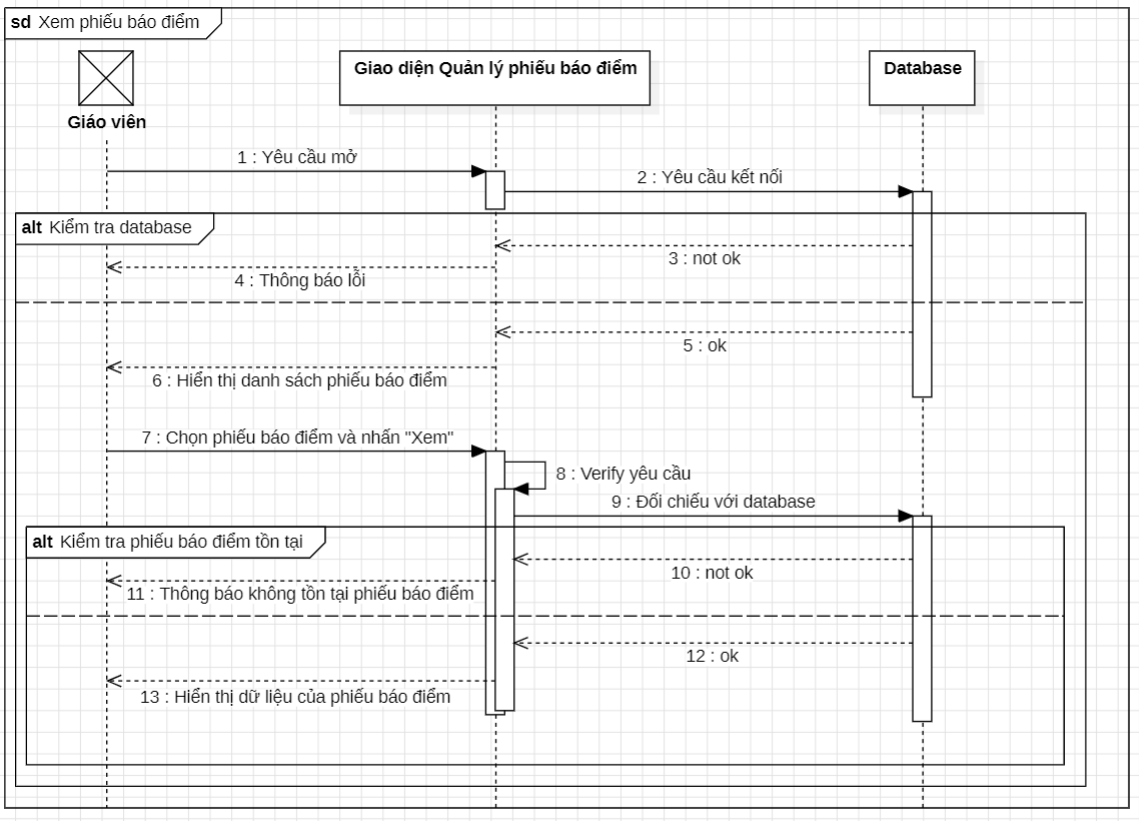 sd Xem phiếu báo điểm
Giáo viên
Giao diện Quản lý phiếu báo điểm
Database
1 : Yêu cầu mở
2 : Yêu cầu kết nối
alt Kiểm tra database
3 : not ok
4 : Thông báo lỗi
5 : ok
6 : Hiển thị danh sách phiếu báo điểm
7 : Chọn phiếu báo điểm và nhấn "Xem"
8 : Verify yêu cầu
9 : Đối chiếu với database
alt Kiểm tra phiếu báo điểm tồn tại
10 : not ok
11 : Thông báo không tồn tại phiếu báo điểm
12 : ok
13 : Hiển thị dữ liệu của phiếu báo điểm